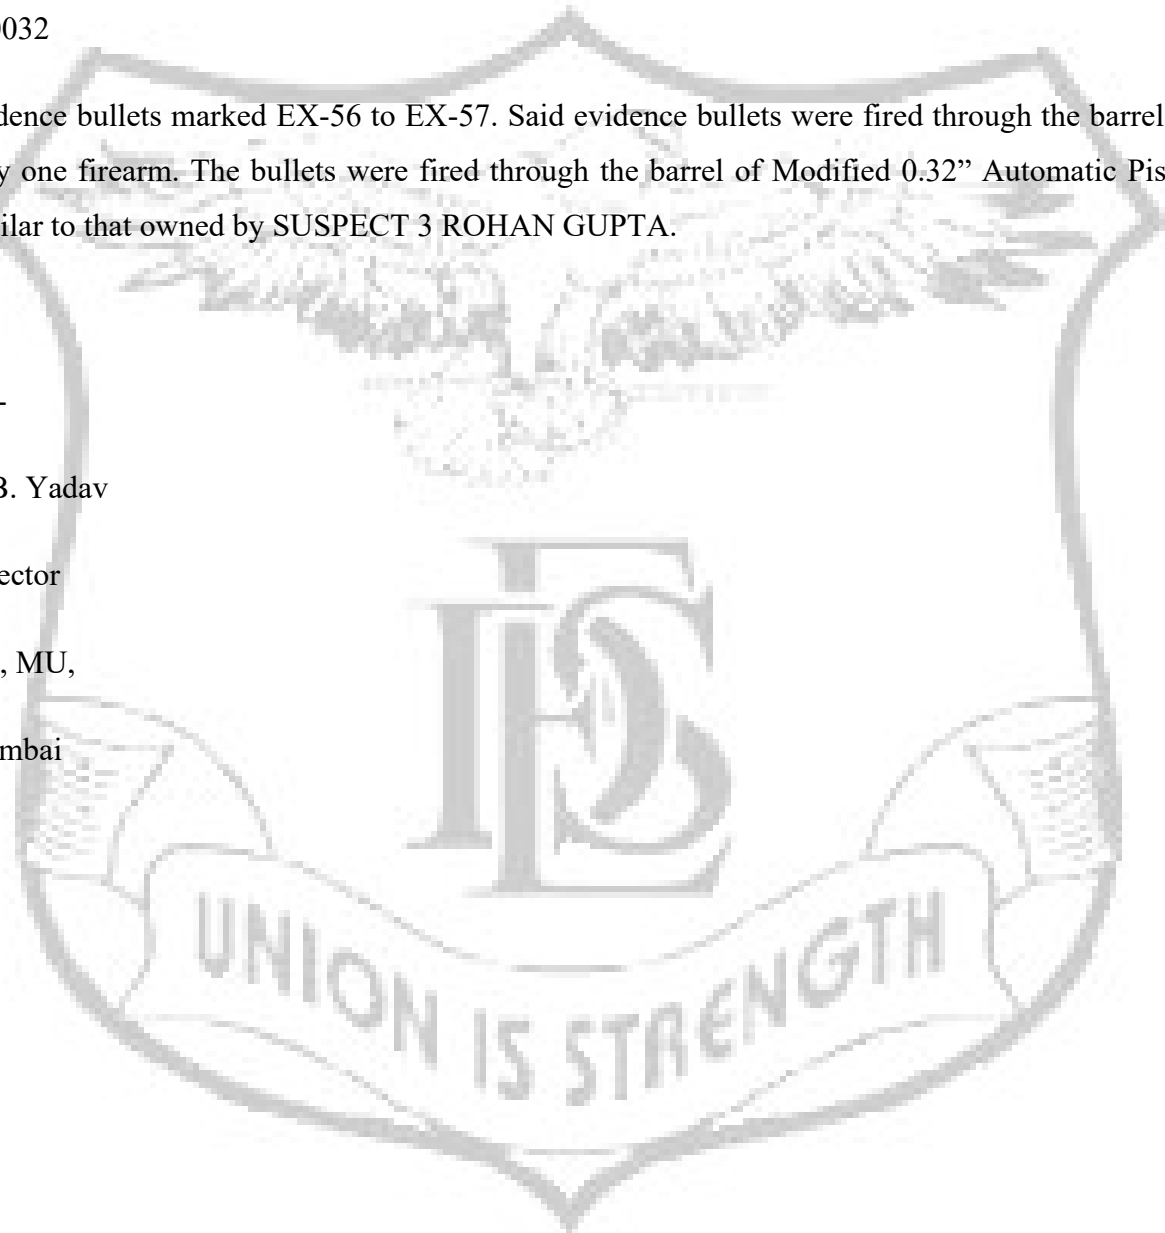 0032
dence bullets marked EX-56 to EX-57. Said evidence bullets were fired through the barrel
y one firearm. The bullets were fired through the barrel of Modified 0.32” Automatic Pis
ilar to that owned by SUSPECT 3 ROHAN GUPTA.
-
B. Yadav
ector
, MU,
mbai
UNION IS STRENGTH